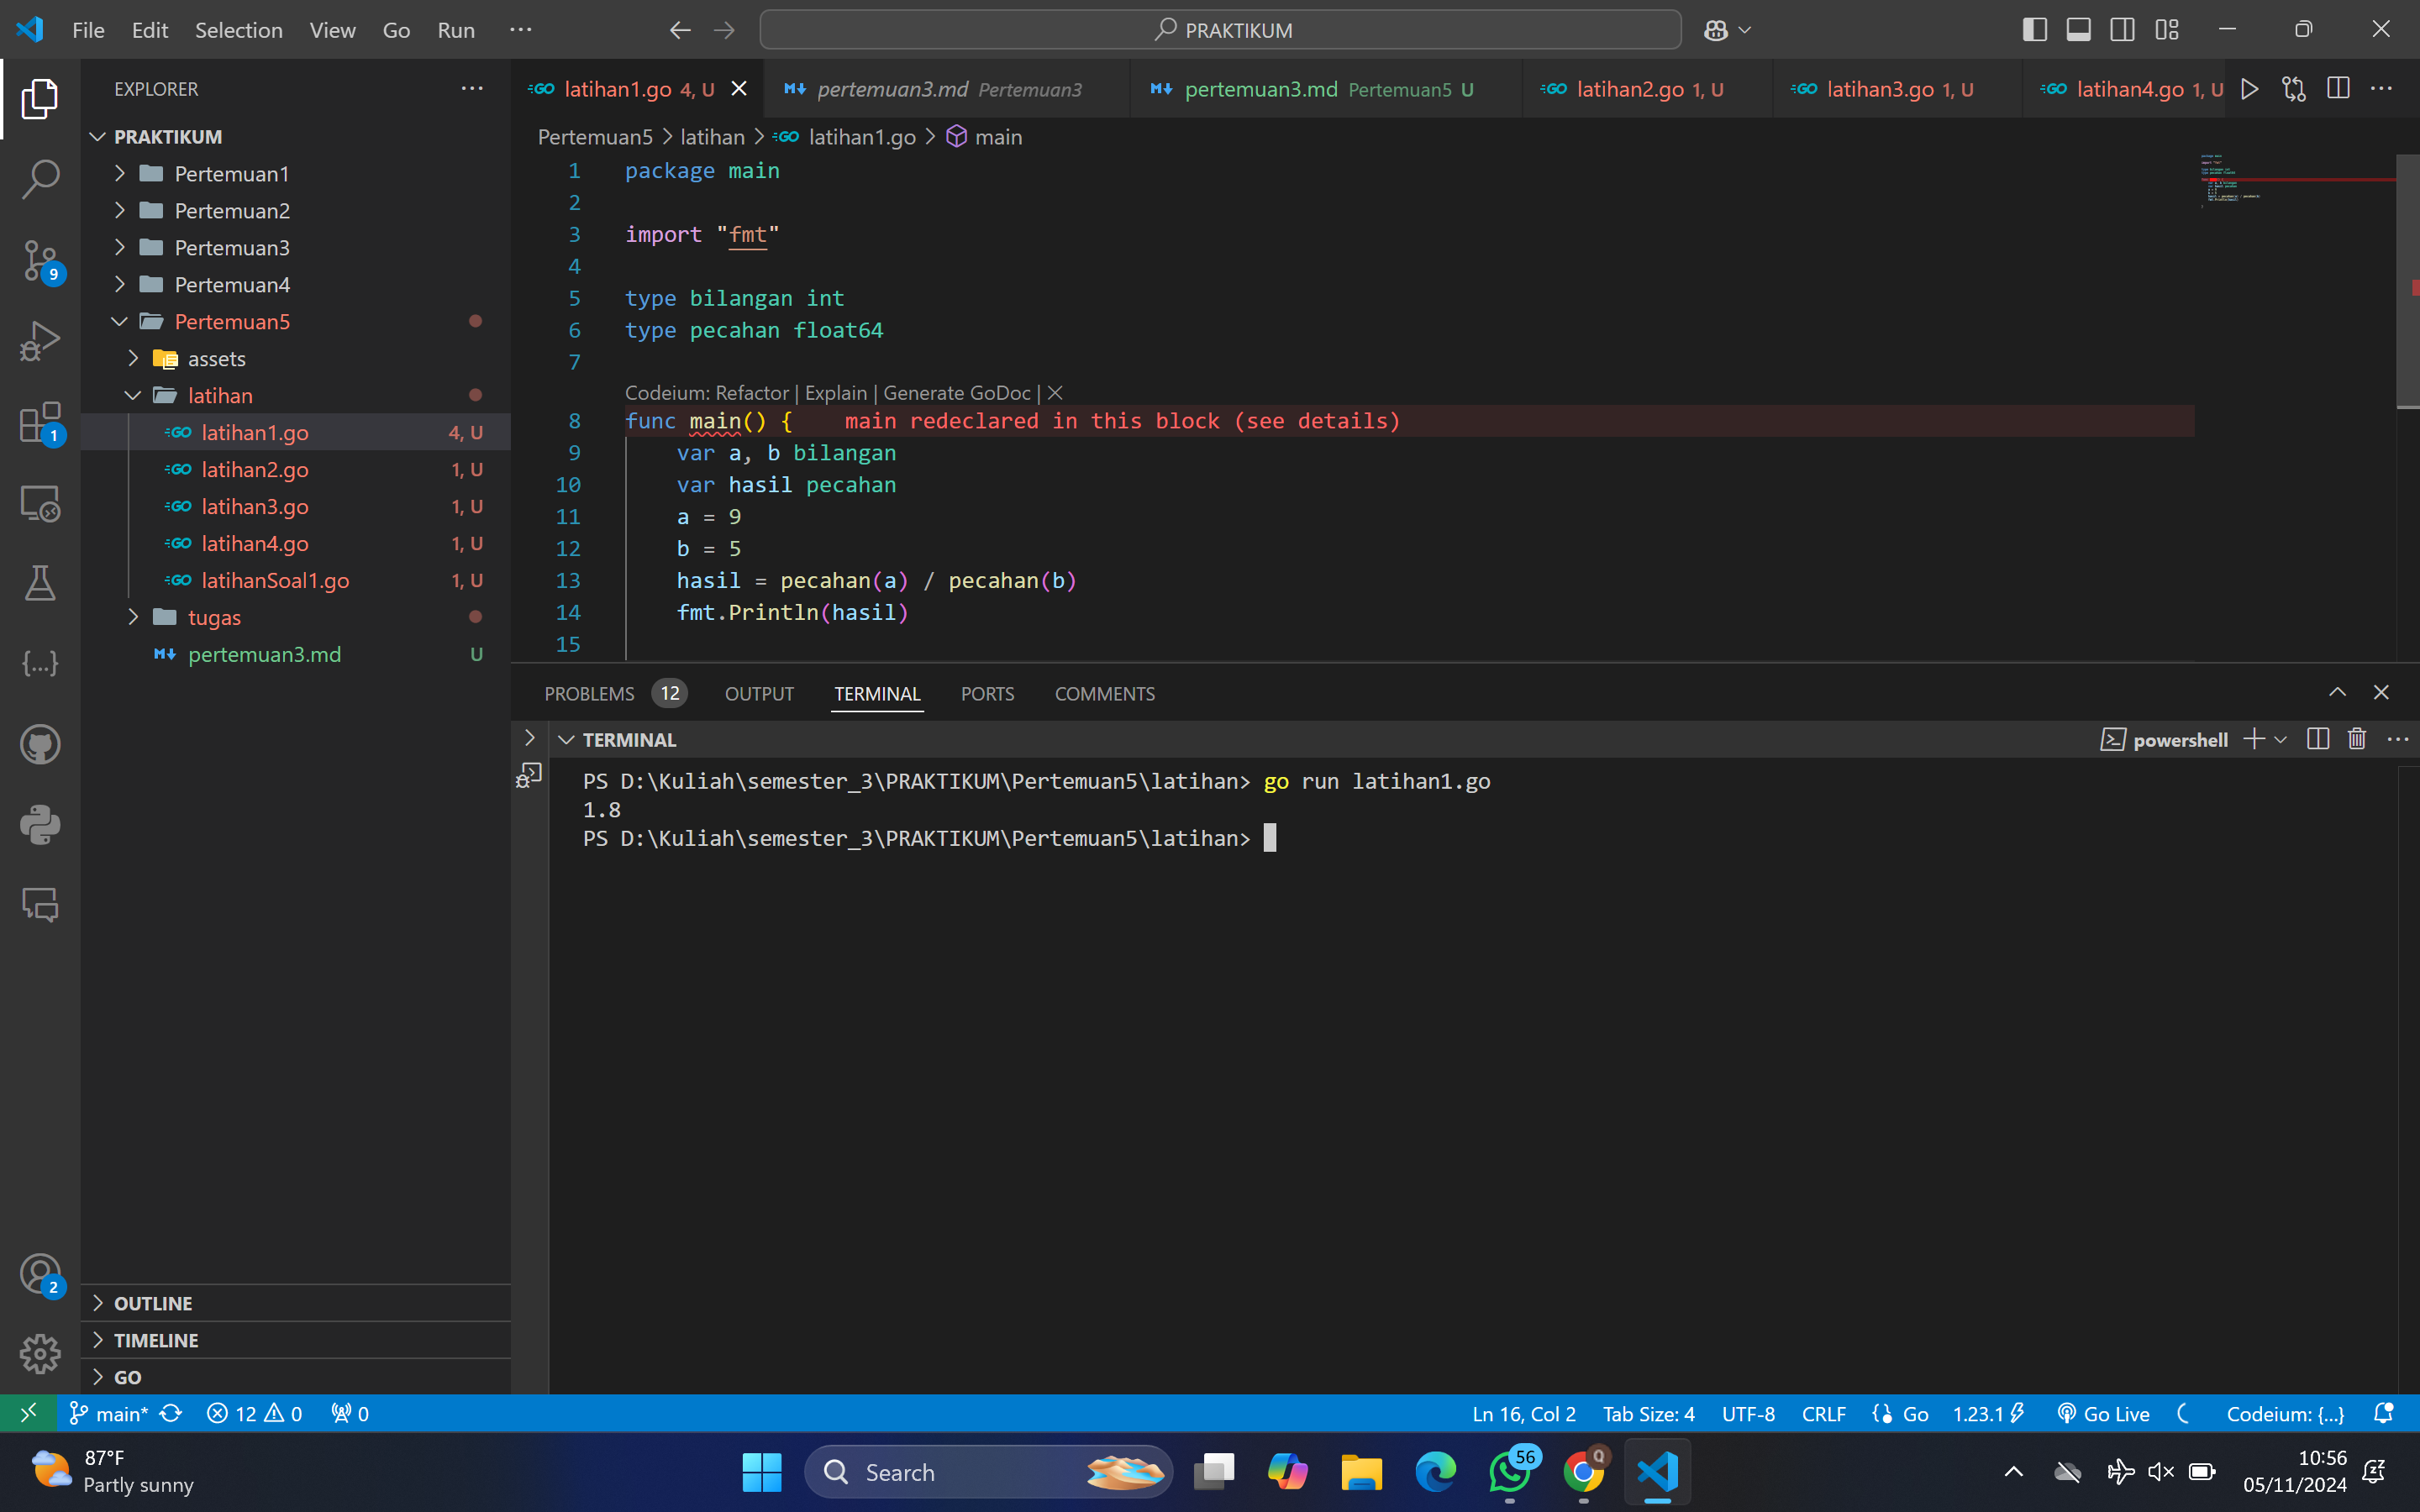 File Edit Selection View Go Run ···
PRAKTIKUM
EXPLORER
PRAKTIKUM
Pertemuan1
Pertemuan2
Pertemuan3
Pertemuan4
Pertemuan5
assets
latihan
latihan1.go 4, U
latihan2.go 1, U
latihan3.go 1, U
latihan4.go 1, U
latihanSoal1.go 1, U
tugas
pertemuan3.md U
OUTLINE
TIMELINE
GO
9
1
2
latihan1.go 4, U
pertemuan3.md Pertemuan3
pertemuan3.md Pertemuan5 U
latihan2.go 1, U
latihan3.go 1, U
latihan4.go 1, U
Pertemuan5 > latihan > latihan1.go > main
1 package main
2
3 import "fmt"
4
5 type bilangan int
6 type pecahan float64
7
Codeium: Refactor | Explain | Generate GoDoc | ×
8 func main() { main redeclared in this block (see details)
9 var a, b bilangan
10 var hasil pecahan
11 a = 9
12 b = 5
13 hasil = pecahan(a) / pecahan(b)
14 fmt.Println(hasil)
15
PROBLEMS 12 OUTPUT TERMINAL PORTS COMMENTS
TERMINAL
powershell
PS D:\Kuliah\semester_3\PRAKTIKUM\Pertemuan5\latihan> go run latihan1.go
1.8
PS D:\Kuliah\semester_3\PRAKTIKUM\Pertemuan5\latihan>
main* 12 0 0
Ln 16, Col 2 Tab Size: 4 UTF-8 CRLF Go 1.23.1 Go Live Codeium: {...}
87°F
Partly sunny
Search
56
Q
10:56
05/11/2024